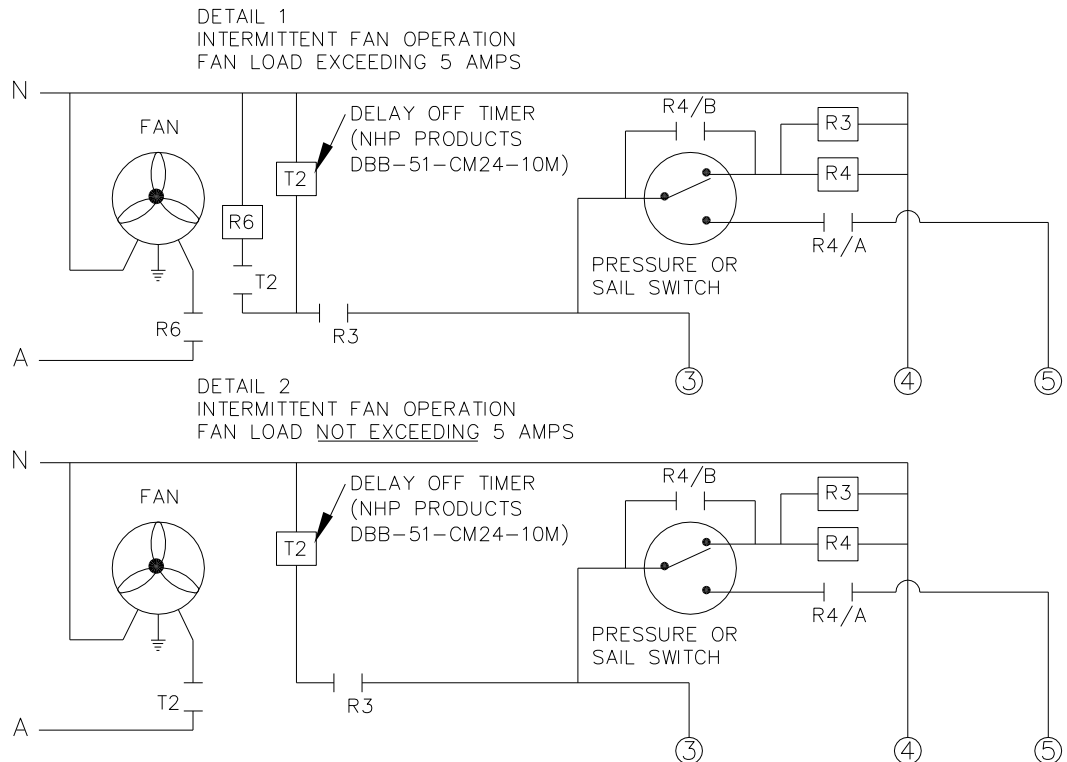 DETAIL 1
INTERMITTENT FAN OPERATION
FAN LOAD EXCEEDING 5 AMPS
N
FAN
DELAY OFF TIMER
(NHP PRODUCTS
DBB-51-CM24-10M)
R4/B
R3
T2
R4
R6
R4/A
T2
PRESSURE OR
SAIL SWITCH
R6
R3
A
3
4
5
DETAIL 2
INTERMITTENT FAN OPERATION
FAN LOAD NOT EXCEEDING 5 AMPS
N
FAN
DELAY OFF TIMER
(NHP PRODUCTS
DBB-51-CM24-10M)
R4/B
R3
T2
R4
R4/A
PRESSURE OR
SAIL SWITCH
T2
R3
A
3
4
5